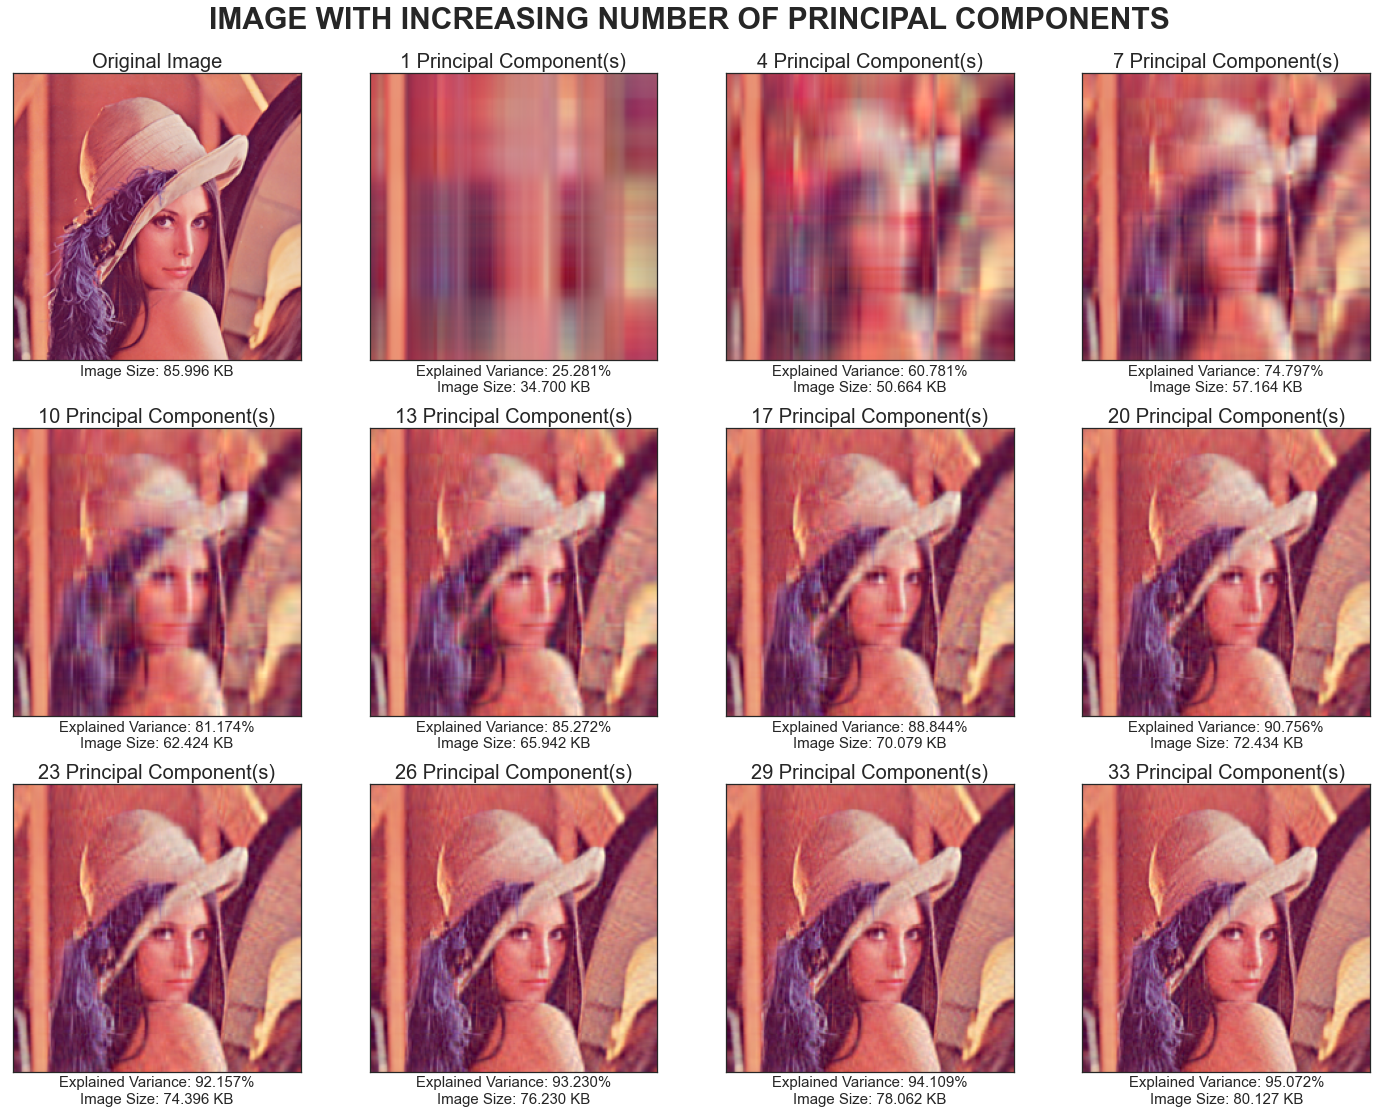 IMAGE WITH INCREASING NUMBER OF PRINCIPAL COMPONENTS
Original Image
Image Size: 85.996 KB
1 Principal Component(s)
Explained Variance: 25.281%
Image Size: 34.700 KB
4 Principal Component(s)
Explained Variance: 60.781%
Image Size: 50.664 KB
7 Principal Component(s)
Explained Variance: 74.797%
Image Size: 57.164 KB
10 Principal Component(s)
Explained Variance: 81.174%
Image Size: 62.424 KB
13 Principal Component(s)
Explained Variance: 85.272%
Image Size: 65.942 KB
17 Principal Component(s)
Explained Variance: 88.844%
Image Size: 70.079 KB
20 Principal Component(s)
Explained Variance: 90.756%
Image Size: 72.434 KB
23 Principal Component(s)
Explained Variance: 92.157%
Image Size: 74.396 KB
26 Principal Component(s)
Explained Variance: 93.230%
Image Size: 76.230 KB
29 Principal Component(s)
Explained Variance: 94.109%
Image Size: 78.062 KB
33 Principal Component(s)
Explained Variance: 95.072%
Image Size: 80.127 KB